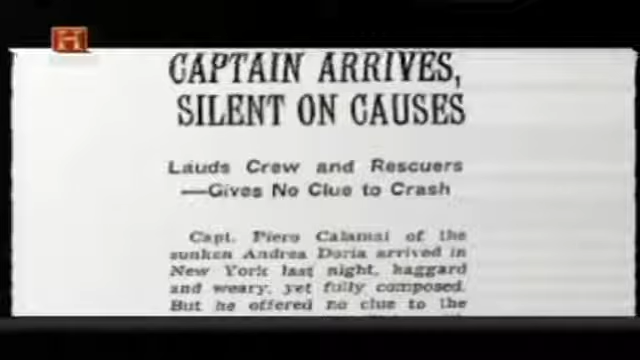 H
CAPTAIN ARRIVES,
SILENT ON CAUSES
Lauds Crew and Rescuers
—Gives No Clue to Crash
Capt. Piero Calamai of the
sunken Andrea Doria arrived in
New York last night, haggard
and weary, yet fully composed.
But he offered no clue to the